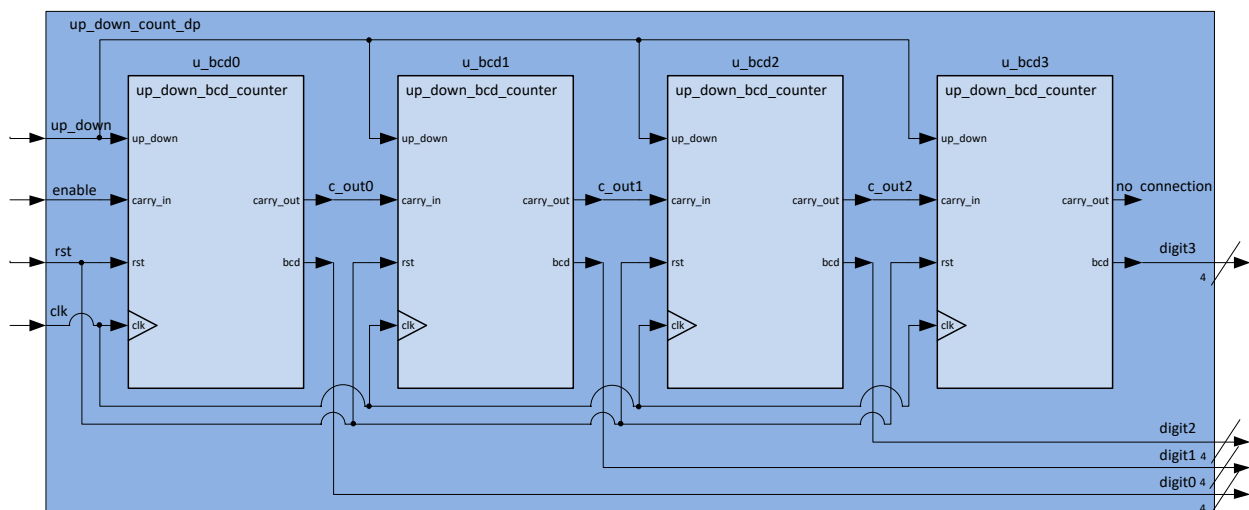 up_down_count_dp
u_bcd0
u_bcd1
u_bcd2
u_bcd3
up_down_bcd_counter
up_down_bcd_counter
up_down_bcd_counter
up_down_bcd_counter
up_down
up_down
up_down
up_down
up_down
enable
carry_in
carry_out
c_out0
carry_in
carry_out
c_out1
carry_in
carry_out
c_out2
carry_in
carry_out
no_connection
rst
rst
bcd
rst
bcd
rst
bcd
rst
bcd
digit3
4
clk
clk
clk
clk
clk
digit2
4
digit1
4
digit0
4